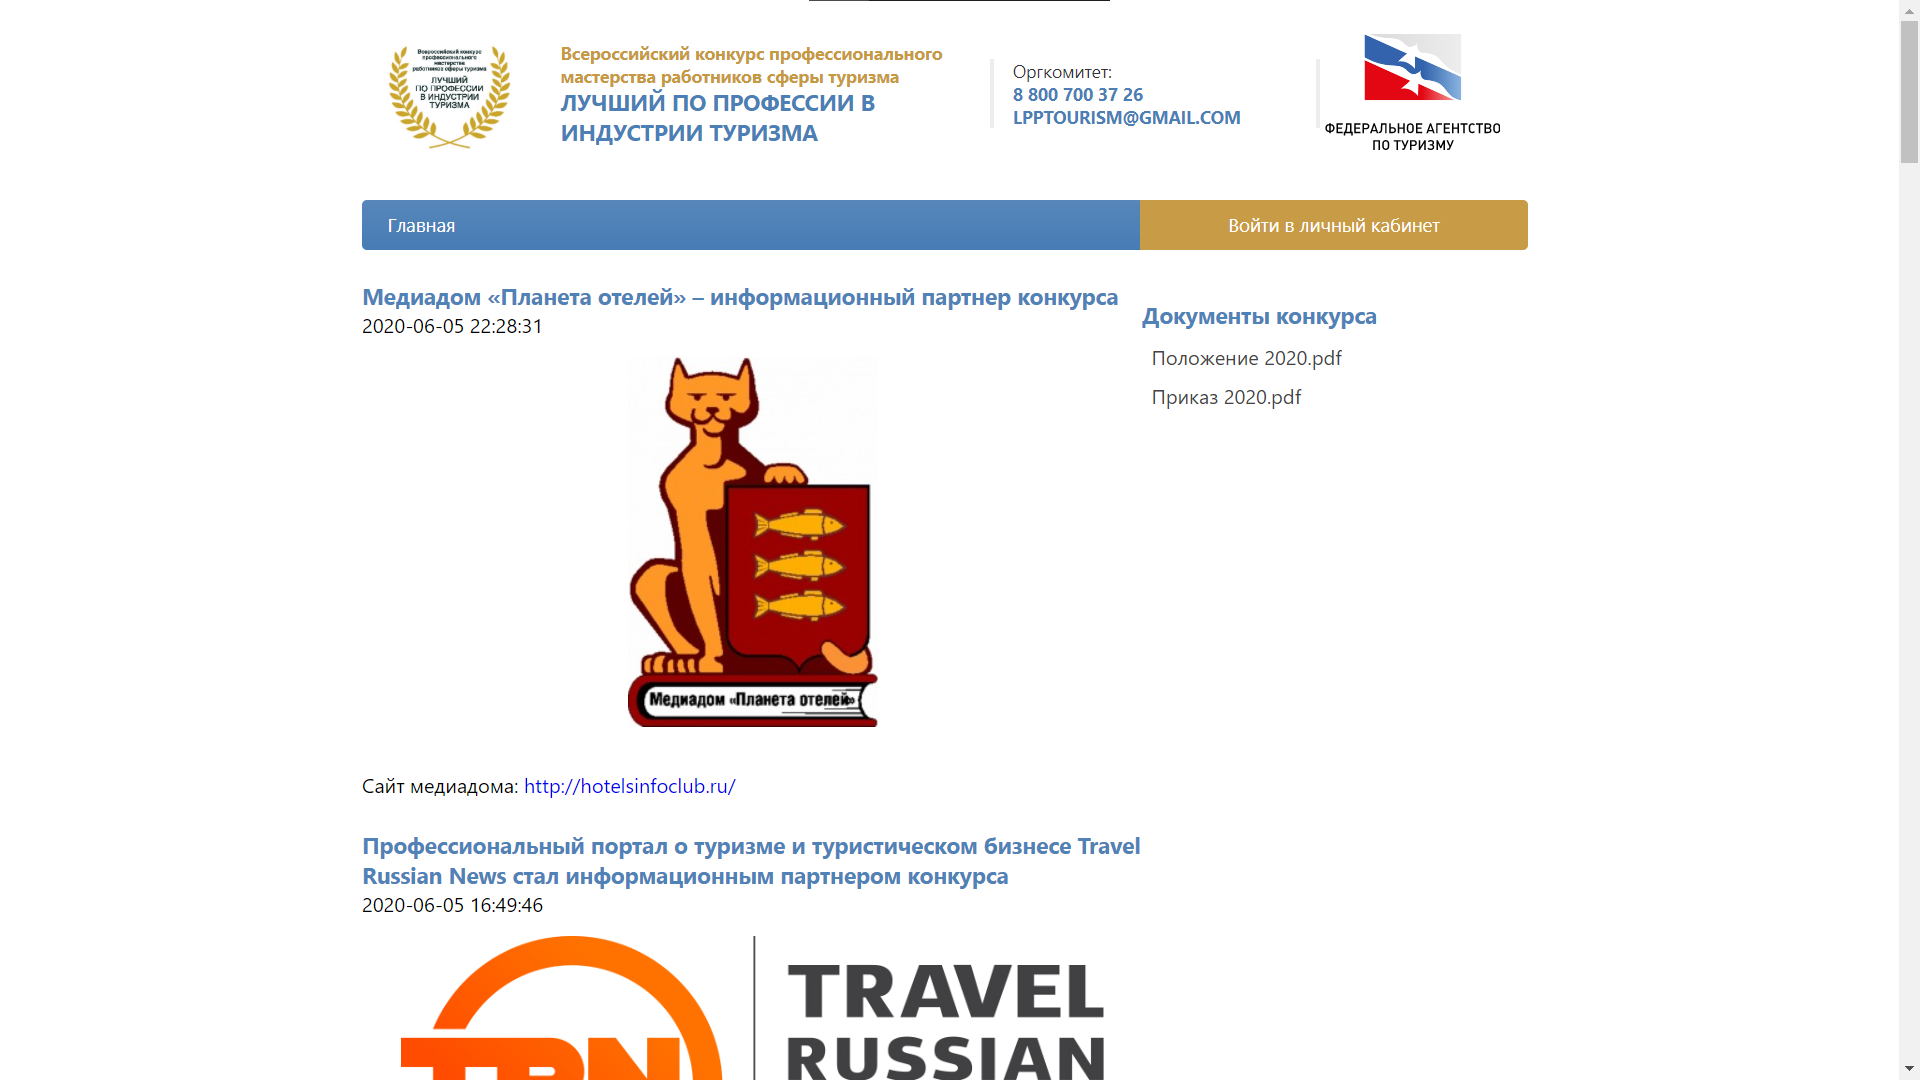 Всероссийский конкурс
профессионального
мастерства
работников сферы туризма
ЛУЧШИЙ
ПО ПРОФЕССИИ
В ИНДУСТРИИ
ТУРИЗМА
Всероссийский конкурс профессионального
мастерства работников сферы туризма
ЛУЧШИЙ ПО ПРОФЕССИИ В
ИНДУСТРИИ ТУРИЗМА
Оргкомитет:
8 800 700 37 26
LPPTOURISM@GMAIL.COM
ФЕДЕРАЛЬНОЕ АГЕНТСТВО
ПО ТУРИЗМУ
Главная
Войти в личный кабинет
Медиадом «Планета отелей» – информационный партнер конкурса
2020-06-05 22:28:31
Медиадом «Планета отелей»
Сайт медиадома: http://hotelsinfoclub.ru/
Профессиональный портал о туризме и туристическом бизнесе Travel
Russian News стал информационным партнером конкурса
2020-06-05 16:49:46
TRN
TRAVEL
RUSSIAN
Документы конкурса
Положение 2020.pdf
Приказ 2020.pdf